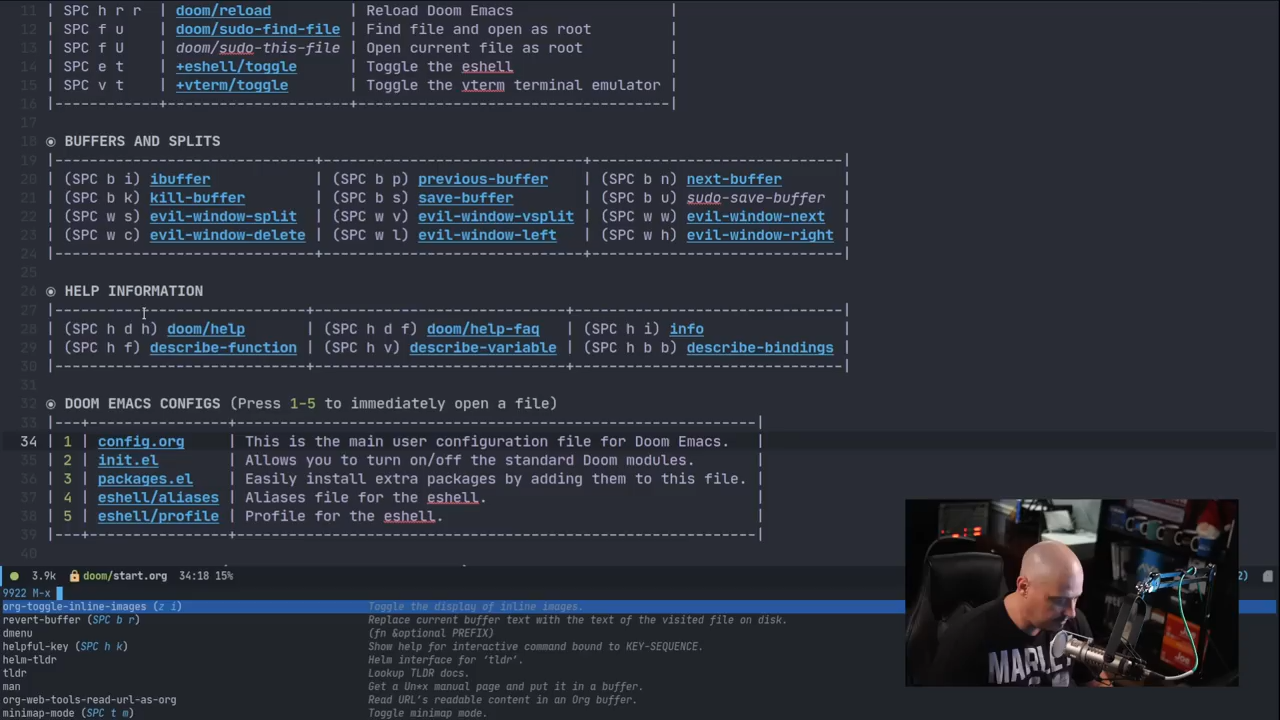 11 | SPC h r r | doom/reload | Reload Doom Emacs |
12 | SPC f u | doom/sudo-find-file | Find file and open as root |
13 | SPC f U | doom/sudo-this-file | Open current file as root |
14 | SPC e t | +eshell/toggle | Toggle the eshell |
15 | SPC v t | +vterm/toggle | Toggle the vterm terminal emulator |
16 |------------+---------------------+-----------------------------------|
17
18 ◉ BUFFERS AND SPLITS
19 |-----------------------------+-----------------------------+----------------------------|
20 | (SPC b i) ibuffer | (SPC b p) previous-buffer | (SPC b n) next-buffer |
21 | (SPC b k) kill-buffer | (SPC b s) save-buffer | (SPC b u) sudo-save-buffer |
22 | (SPC w s) evil-window-split | (SPC w v) evil-window-vsplit | (SPC w w) evil-window-next |
23 | (SPC w c) evil-window-delete | (SPC w l) evil-window-left | (SPC w h) evil-window-right |
24 |-----------------------------+-----------------------------+----------------------------|
25
26 ◉ HELP INFORMATION
27 |----------------------------+-----------------------------+------------------------------|
28 | (SPC h d h) doom/help | (SPC h d f) doom/help-faq | (SPC h i) info |
29 | (SPC h f) describe-function | (SPC h v) describe-variable | (SPC h b b) describe-bindings |
30 |----------------------------+-----------------------------+------------------------------|
31
32 ◉ DOOM EMACS CONFIGS (Press 1-5 to immediately open a file)
33 |---+----------------+-----------------------------------------------------------|
34 | 1 | config.org | This is the main user configuration file for Doom Emacs. |
35 | 2 | init.el | Allows you to turn on/off the standard Doom modules. |
36 | 3 | packages.el | Easily install extra packages by adding them to this file. |
37 | 4 | eshell/aliases | Aliases file for the eshell. |
38 | 5 | eshell/profile | Profile for the eshell. |
39 |---+----------------+-----------------------------------------------------------|
40
3.9k doom/start.org 34:18 15% 2)
9922 M-x
org-toggle-inline-images (z i) Toggle the display of inline images.
revert-buffer (SPC b r) Replace current buffer text with the text of the visited file on disk.
dmenu (fn &optional PREFIX)
helpful-key (SPC h k) Show help for interactive command bound to KEY-SEQUENCE.
helm-tldr Helm interface for ‘tldr’.
tldr Lookup TLDR docs.
man Get a Un*x manual page and put it in a buffer.
org-web-tools-read-url-as-org Read URL’s readable content in an Org buffer.
minimap-mode (SPC t m) Toggle minimap mode.